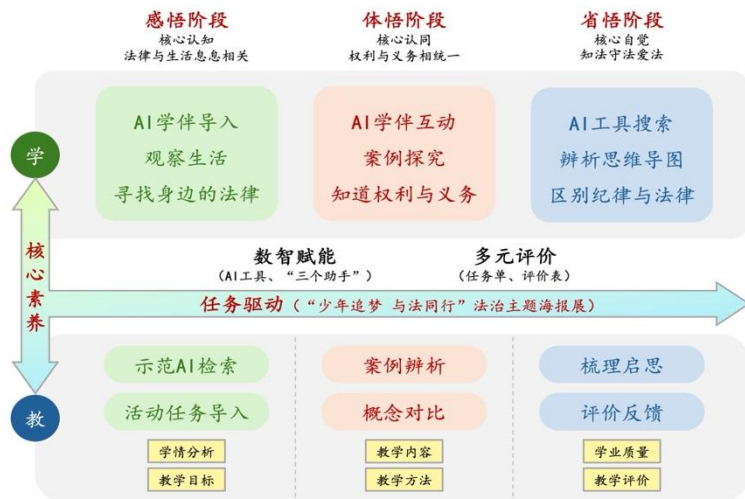 感悟阶段
核心认知
法律与生活息息相关
体悟阶段
核心认同
权利与义务相统一
省悟阶段
核心自觉
知法守法爱法
学
AI学伴导入
观察生活
寻找身边的法律
AI学伴互动
案例探究
知道权利与义务
AI工具搜索
辨析思维导图
区别纪律与法律
核心素养
数智赋能
（AI工具、“三个助手”）
多元评价
（任务单、评价表）
任务驱动（“少年追梦 与法同行”法治主题海报展）
教
示范AI检索
活动任务导入
学情分析
教学目标
案例辨析
概念对比
教学内容
教学方法
梳理启思
评价反馈
学业质量
教学评价